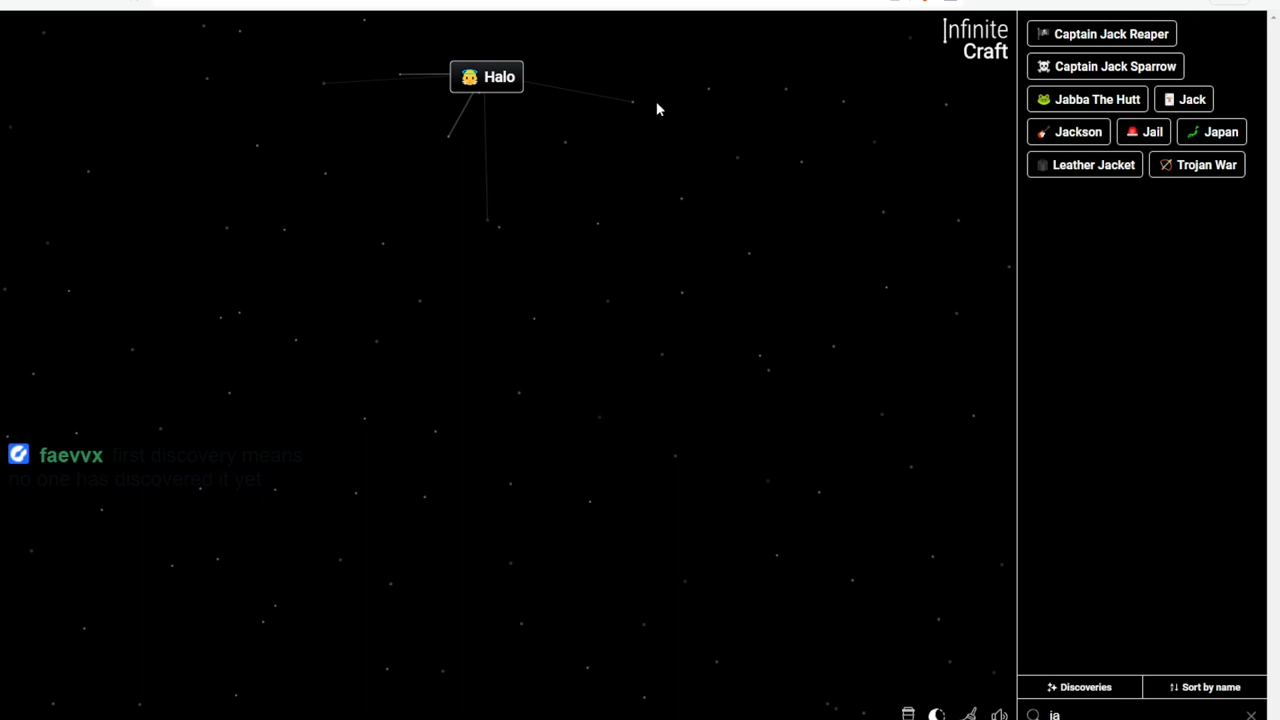 Infinite
Craft
Halo
Captain Jack Reaper
Captain Jack Sparrow
Jabba The Hutt
Jack
Jackson
Jail
Japan
Leather Jacket
Trojan War
faevvx first discovery means
no one has discovered it yet
Discoveries
Sort by name
ja